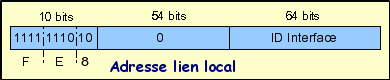 10 bits 54 bits 64 bits
1111 1110 10 0 ID Interface
F E 8 Adresse lien local